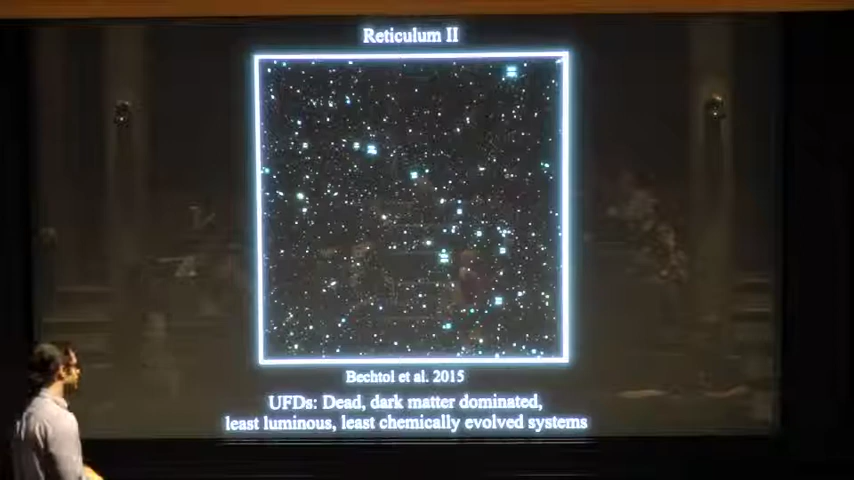 Reticulum II
Bechtol et al. 2015
UFDs: Dead, dark matter dominated,
least luminous, least chemically evolved systems